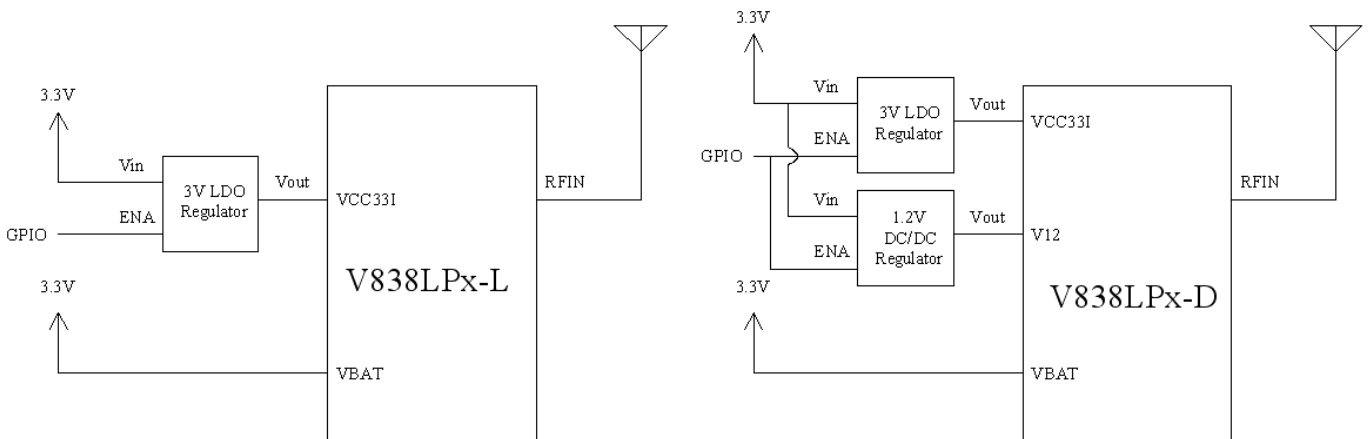 3.3V
Vin
3V LDO
Regulator
Vout
VCC33I
ENA
GPIO
RFIN
3.3V
V838LPx-L
VBAT
3.3V
Vin
3V LDO
Regulator
Vout
VCC33I
ENA
GPIO
Vin
1.2V
DC/DC
Regulator
Vout
V12
ENA
RFIN
3.3V
V838LPx-D
VBAT